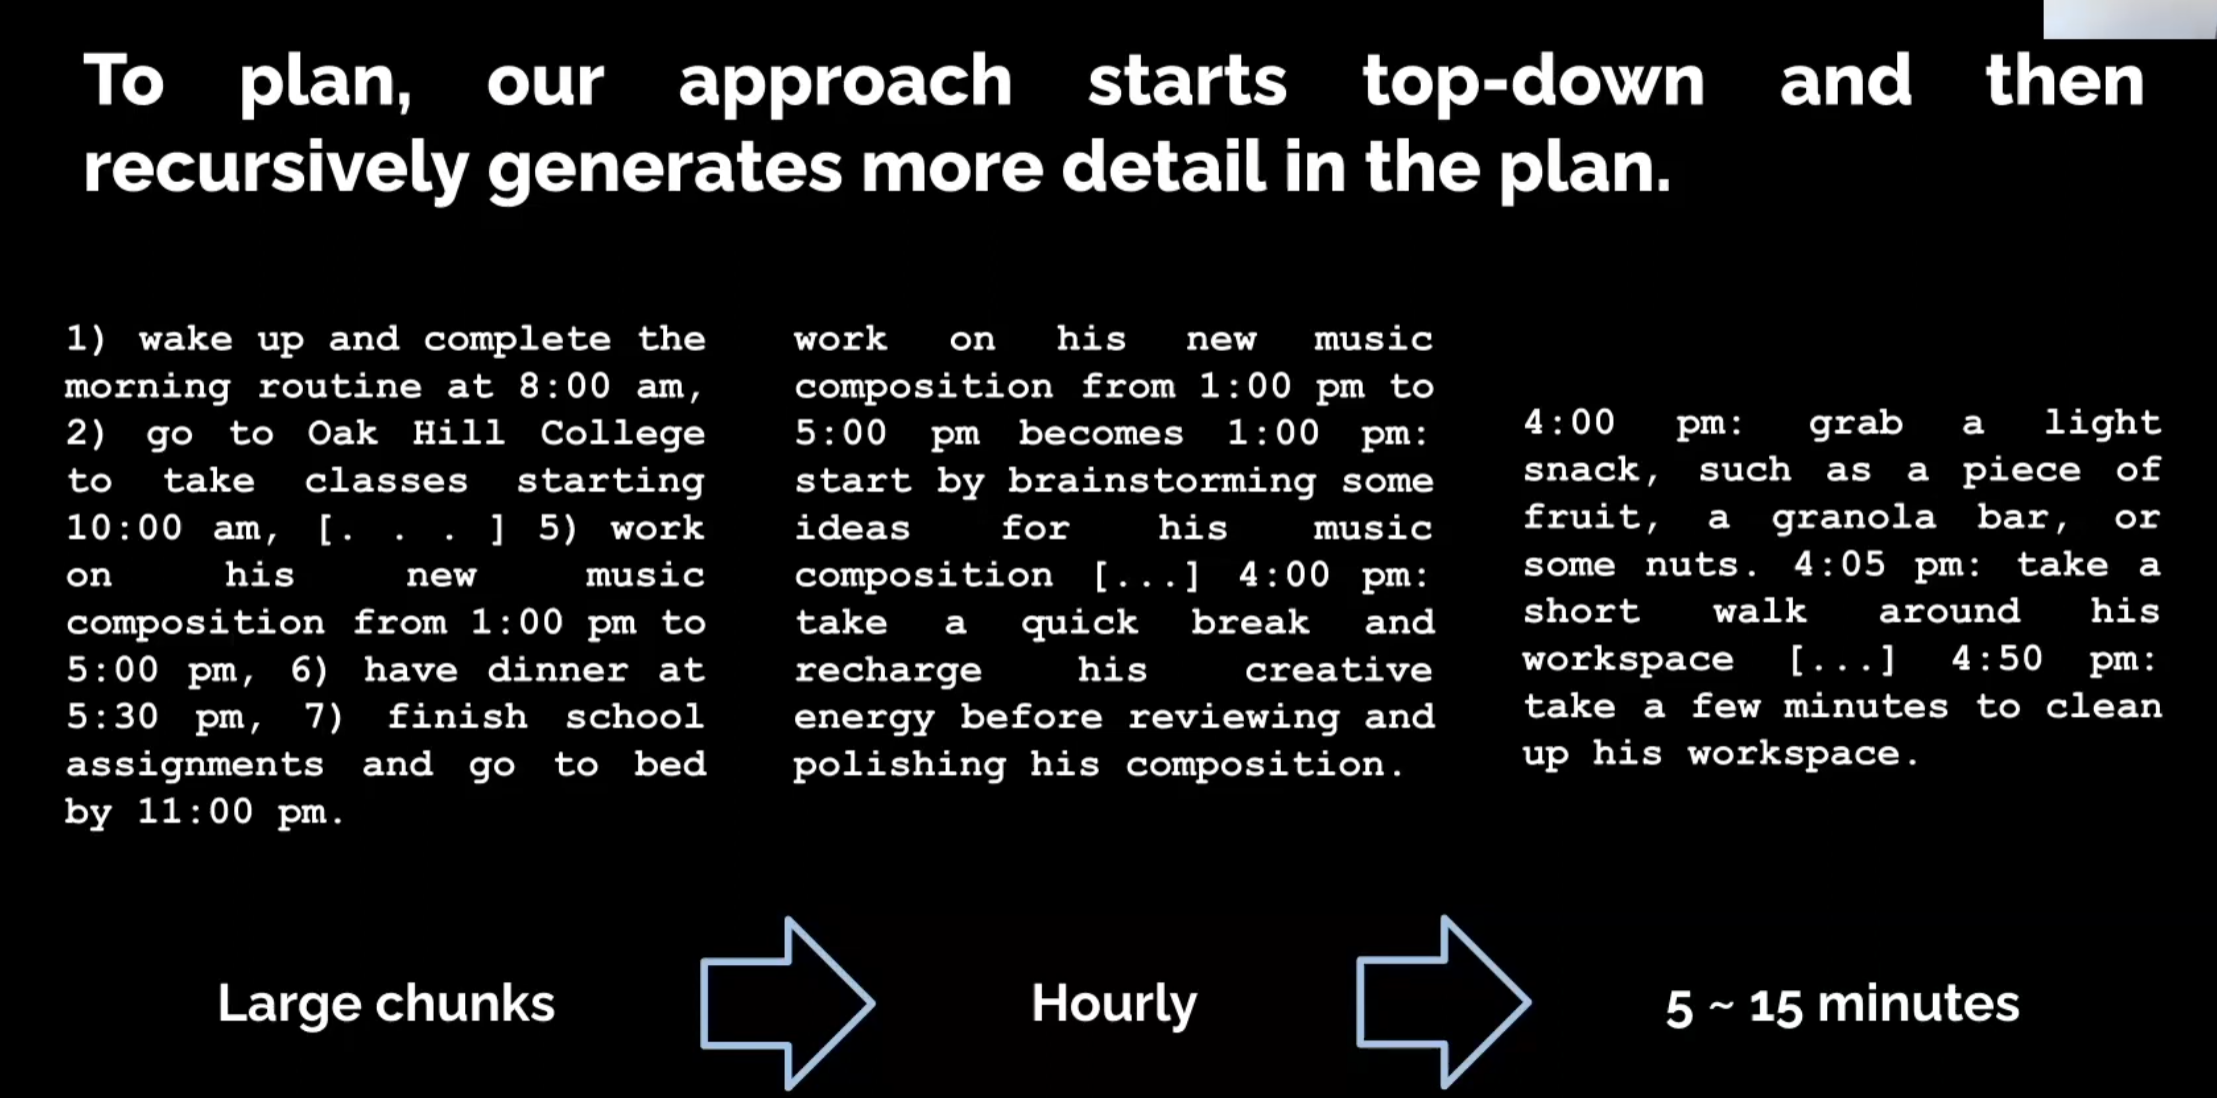 To plan, our approach starts top-down and then
recursively generates more detail in the plan.
1) wake up and complete the
morning routine at 8:00 am,
2) go to Oak Hill College
to take classes starting
10:00 am, [. . . ] 5) work
on his new music
composition from 1:00 pm to
5:00 pm, 6) have dinner at
5:30 pm, 7) finish school
assignments and go to bed
by 11:00 pm.
work on his new music
composition from 1:00 pm to
5:00 pm becomes 1:00 pm:
start by brainstorming some
ideas for his music
composition [...] 4:00 pm:
take a quick break and
recharge his creative
energy before reviewing and
polishing his composition.
4:00 pm: grab a light
snack, such as a piece of
fruit, a granola bar, or
some nuts. 4:05 pm: take a
short walk around his
workspace [...] 4:50 pm:
take a few minutes to clean
up his workspace.
Large chunks
Hourly
5 ~ 15 minutes